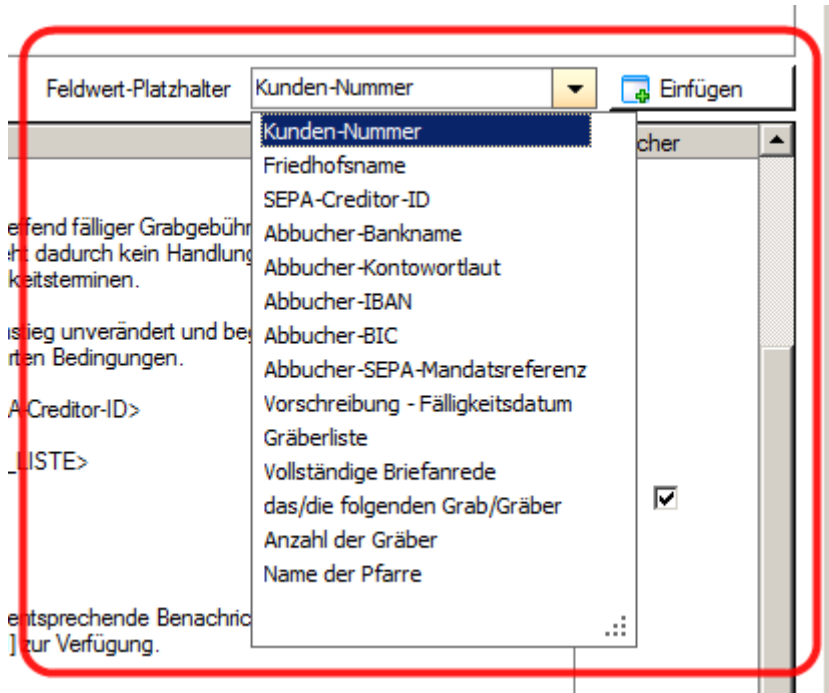 Feldwert-Platzhalter Kunden-Nummer Einfügen
Kunden-Nummer
cher
Friedhofsname
SEPA-Creditor-ID
Abbucher-Bankname
Abbucher-Kontowortlaut
Abbucher-IBAN
Abbucher-BIC
Abbucher-SEPA-Mandatsreferenz
Vorschreibung - Fälligkeitsdatum
Gräberliste
Vollständige Briefanrede
das/die folgenden Grab/Gräber
Anzahl der Gräber
Name der Pfarre
effend fälliger Grabgebühr
eht dadurch kein Handlung
keitsterminen.
nstieg unverändert und be
rten Bedingungen.
A-Creditor-ID>
_LISTE>
entsprechende Benachric
] zur Verfügung.